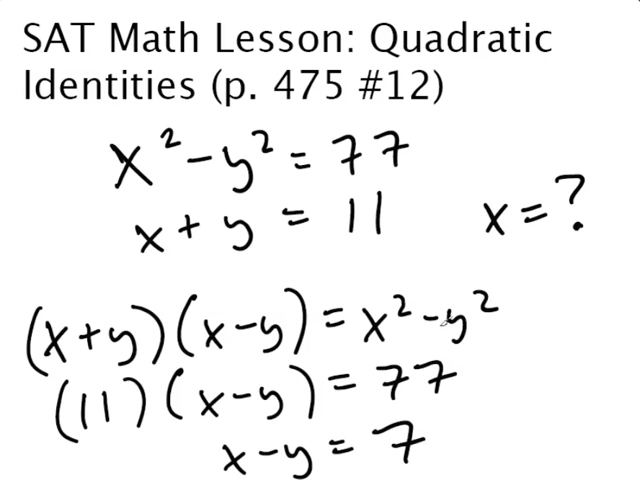 SAT Math Lesson: Quadratic
Identities (p. 475 #12)
x² - y² = 77
x + y = 11
x = ?
(x+y)(x-y) = x² - y²
(11)(x-y) = 77
x - y = 7